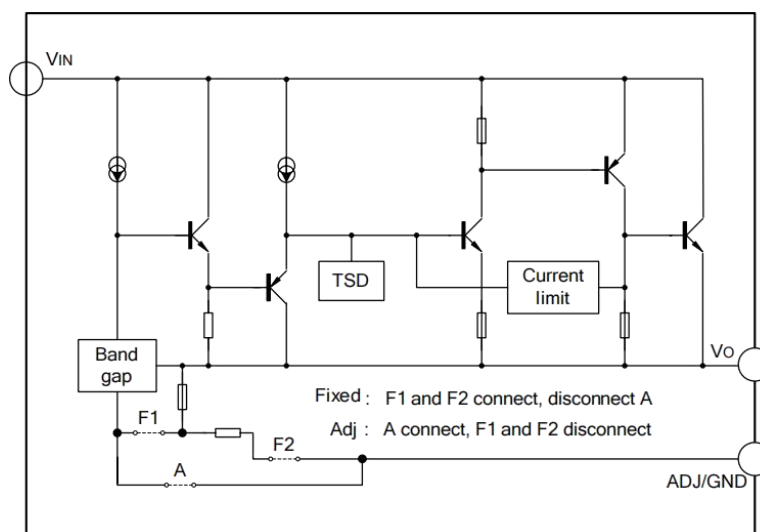 VIN
TSD
Current
limit
Band
gap
VO
Fixed : F1 and F2 connect, disconnect A
F1
Adj : A connect, F1 and F2 disconnect
F2
A
ADJ/GND